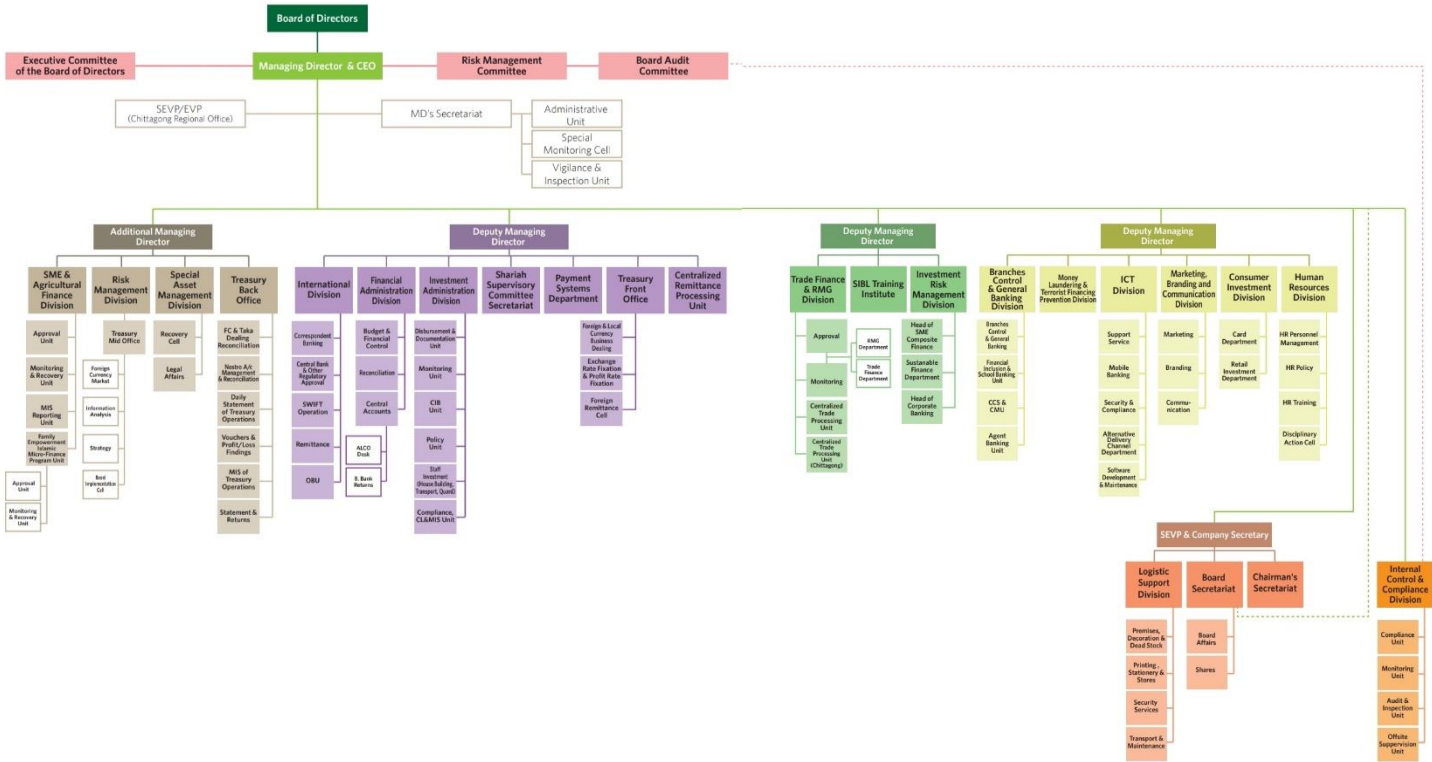 Board of Directors
Executive Committee
of the Board of Directors
Managing Director & CEO
Risk Management
Committee
Board Audit
Committee
SEVP/EVP
(Chittagong Regional Office)
MD's Secretariat
Administrative
Unit
Special
Monitoring Cell
Vigilance &
Inspection Unit
Additional Managing
Director
SME &
Agricultural
Finance
Division
Approval
Unit
Monitoring &
Recovery Unit
MIS
Reporting
Unit
Family
Empowerment
Islamic
Micro-Finance
Program Unit
Approval
Unit
Monitoring &
Recovery
Unit
Risk
Management
Division
Treasury
Mid Office
Foreign
Currency
Market
Information
Analysis
Strategy
Basel
Implementation
Cell
Special
Asset
Management
Division
Recovery
Cell
Legal
Affairs
Treasury
Back
Office
FC & Taka
Dealing
Reconciliation
Nostro A/c
Management
& Reconciliation
Daily
Statement
of Treasury
Operations
Vouchers &
Profit/Loss
Findings
MIS of
Treasury
Operations
Statement &
Returns
Deputy Managing
Director
International
Division
Correspondent
Banking
Central Bank
& Other
Regulatory
Approval
SWIFT
Operation
Remittance
OBU
Financial
Administration
Division
Budget &
Financial
Control
Reconciliation
Central
Accounts
ALCO
Desk
B. Bank
Returns
Investment
Administration
Division
Disbursement &
Documentation
Unit
Monitoring
Unit
CIB
Unit
Policy
Unit
Staff
Investment
(House Building,
Transport, Quard)
Compliance,
CL&MIS Unit
Shariah
Supervisory
Committee
Secretariat
Payment
Systems
Department
Treasury
Front
Office
Foreign & Local
Currency
Business
Dealing
Exchange
Rate Fixation
& Profit Rate
Fixation
Foreign
Remittance
Cell
Centralized
Remittance
Processing
Unit
Deputy Managing
Director
Trade Finance
& RMG
Division
Approval
RMG
Department
Trade Finance
Department
Monitoring
Centralized
Trade
Processing
Unit
Centralized
Trade
Processing
Unit
(Chittagong)
SIBL Training
Institute
Investment
Risk
Management
Division
Head of
SME
Composite
Finance
Sustanable
Finance
Department
Head of
Corporate
Banking
Deputy Managing
Director
Branches
Control
& General
Banking
Division
Branches
Control
& General
Banking
Financial
Inclusion &
School Banking
Unit
CCS &
CMU
Agent
Banking
Unit
Money
Laundering &
Terrorist Financing
Prevention Division
ICT
Division
Support
Service
Mobile
Banking
Security &
Compliance
Alternative
Delivery
Channel
Department
Software
Development
& Maintenance
Marketing,
Branding and
Communication
Division
Marketing
Branding
Commu-
nication
Consumer
Investment
Division
Card
Department
Retail
Investment
Department
Human
Resources
Division
HR Personnel
Management
HR Policy
HR Training
Disciplinary
Action Cell
SEVP & Company Secretary
Logistic
Support
Division
Premises,
Decoration &
Dead Stock
Printing ,
Stationery &
Stores
Security
Services
Transport &
Maintenance
Board
Secretariat
Board
Affairs
Shares
Chairman's
Secretariat
Internal
Control &
Compliance
Division
Compliance
Unit
Monitoring
Unit
Audit &
Inspection
Unit
Offsite
Suppervision
Unit